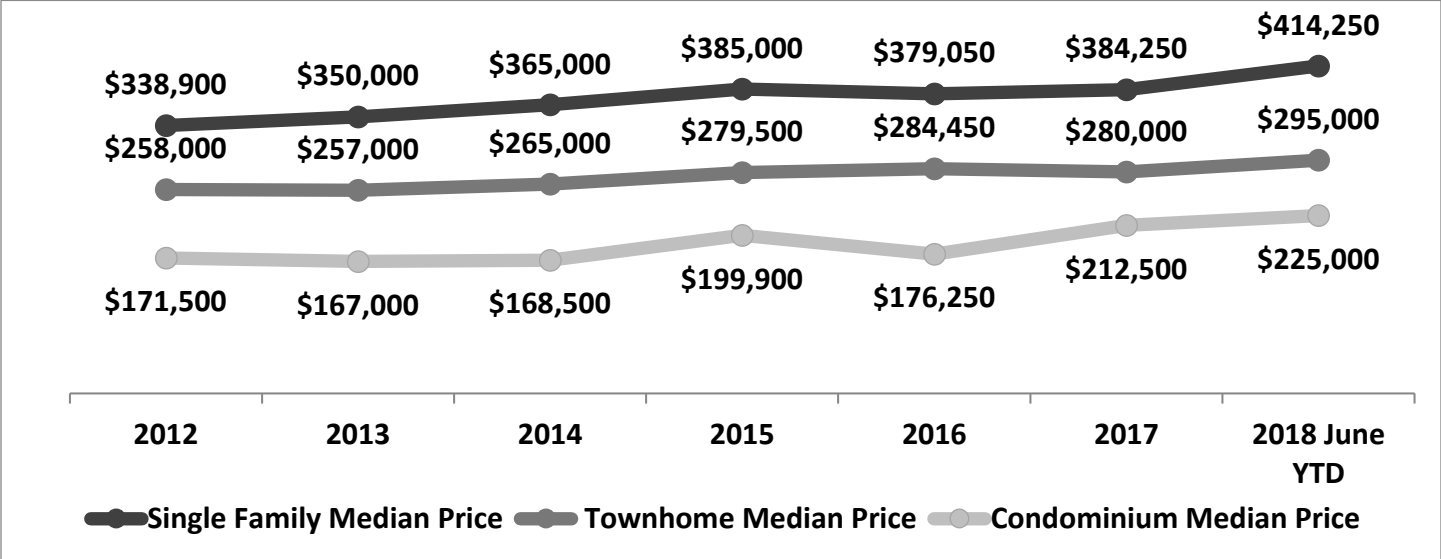 $338,900 $350,000 $365,000 $385,000 $379,050 $384,250 $414,250
$258,000 $257,000 $265,000 $279,500 $284,450 $280,000 $295,000
$171,500 $167,000 $168,500 $199,900 $176,250 $212,500 $225,000
2012 2013 2014 2015 2016 2017 2018 June
YTD
Single Family Median Price Townhome Median Price Condominium Median Price